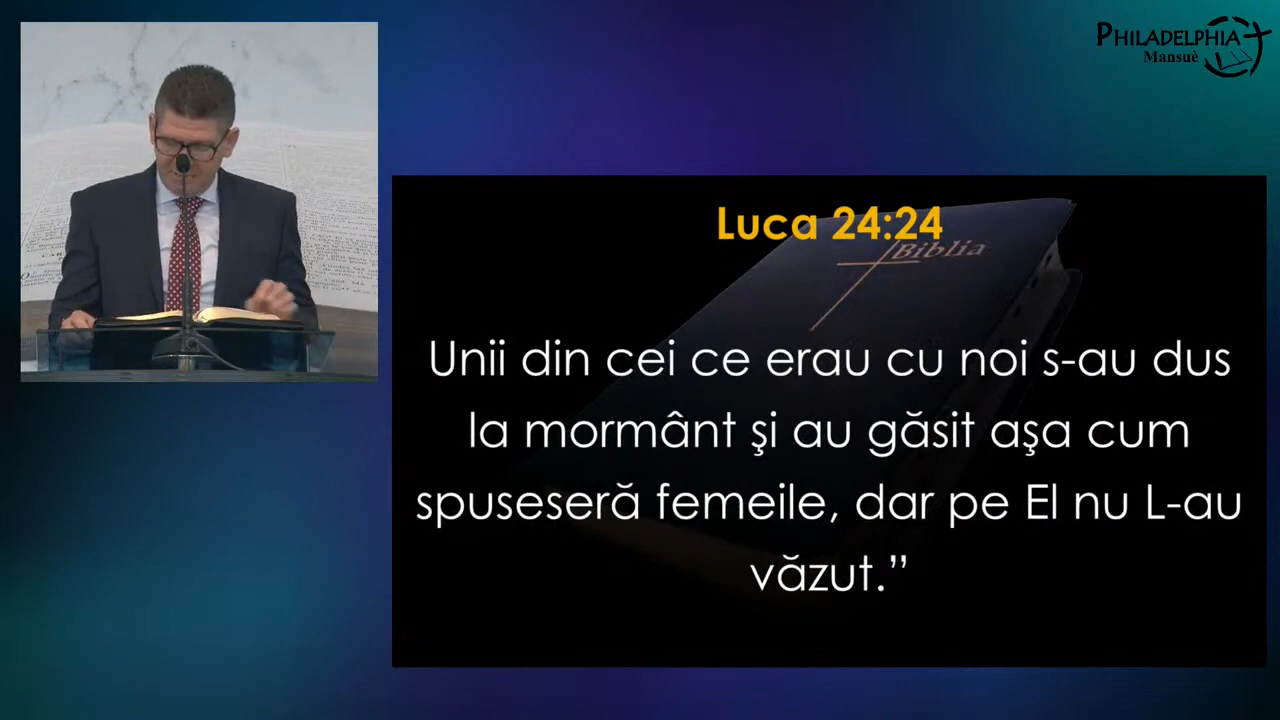 PHILADELPHIA
Mansuè
Luca 24:24
Biblia
Unii din cei ce erau cu noi s-au dus
la mormânt şi au găsit aşa cum
spuseseră femeile, dar pe El nu L-au
văzut.”